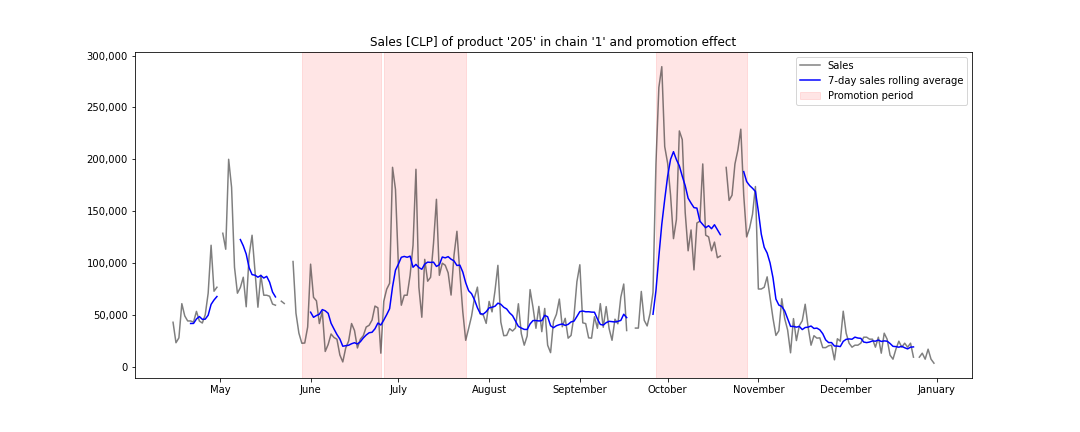 Sales [CLP] of product '205' in chain '1' and promotion effect
300,000
250,000
200,000
150,000
100,000
50,000
0
Sales
7-day sales rolling average
Promotion period
May June July August September October November December January